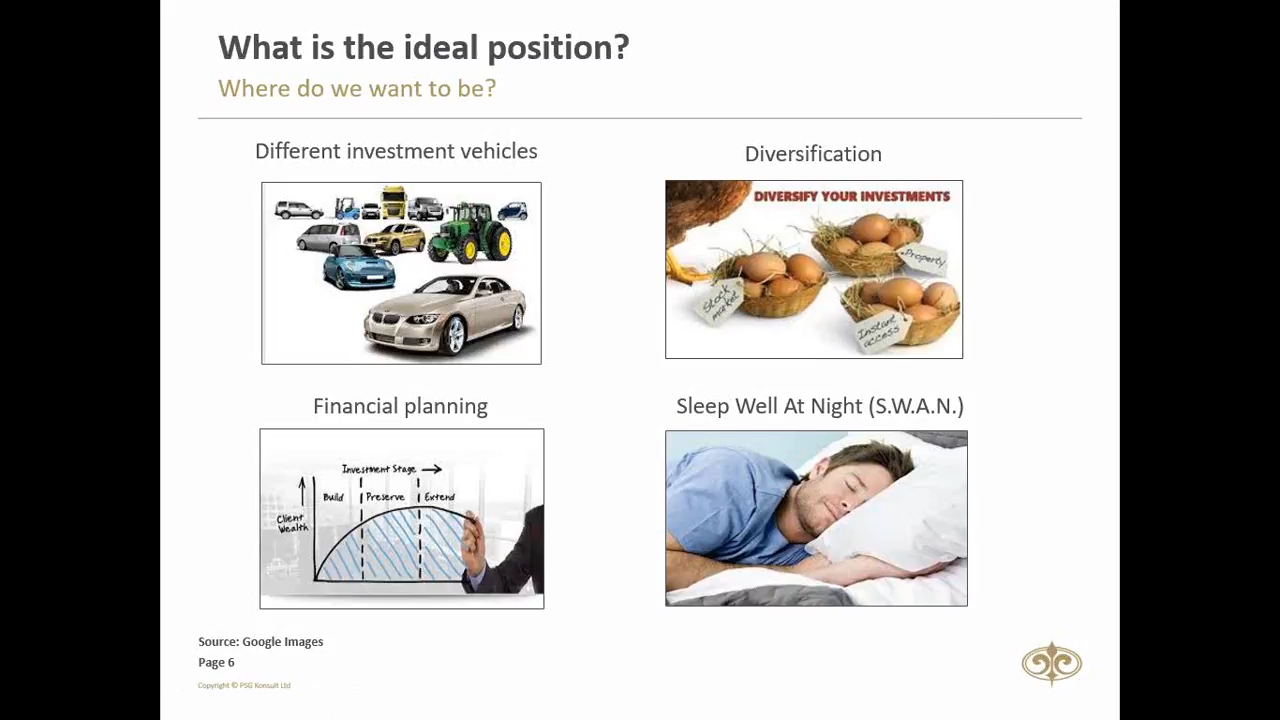 What is the ideal position?
Where do we want to be?
Different investment vehicles
Diversification
DIVERSIFY YOUR INVESTMENTS
Property
Stock
market
Instant
access
Financial planning
Sleep Well At Night (S.W.A.N.)
Investment Stage
Build
Preserve
Extend
Client
Wealth
Source: Google Images
Page 6
Copyright © PSG Konsult Ltd